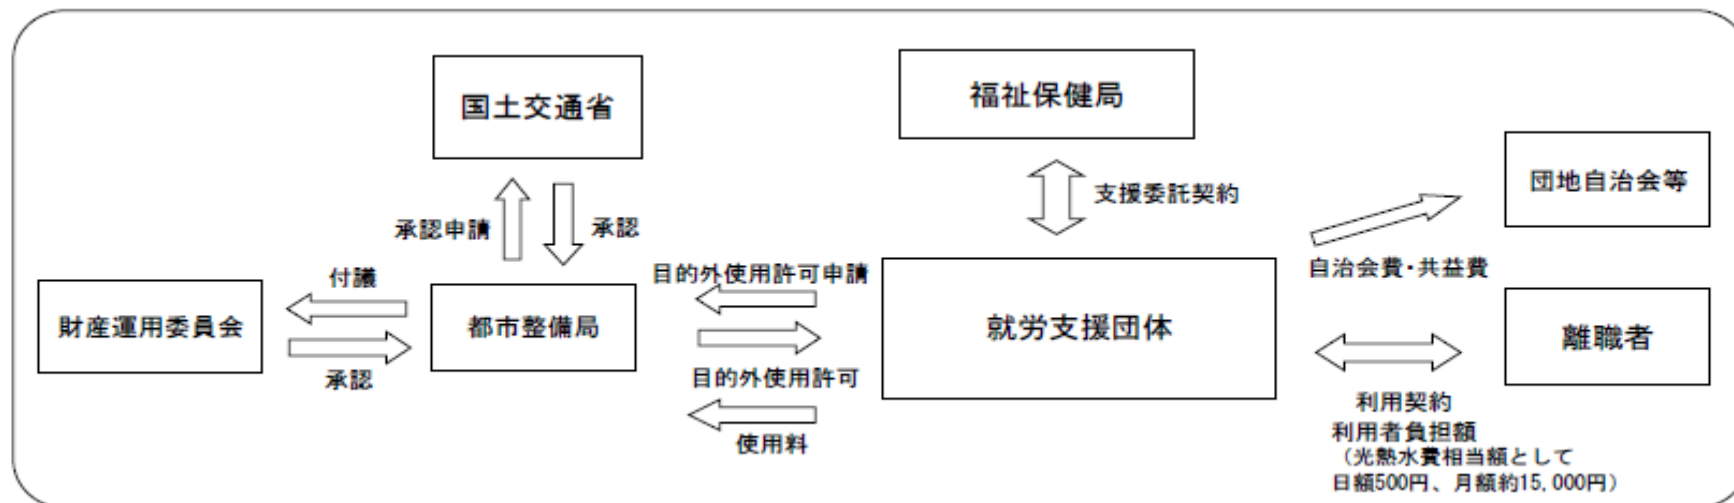 国土交通省
福祉保健局
団地自治会等
支援委託契約
承認申請
承認
自治会費・共益費
付議
目的外使用許可申請
財産運用委員会
都市整備局
就労支援団体
離職者
承認
目的外使用許可
使用料
利用契約
利用者負担額
（光熱水費相当額として
日額500円、月額約15,000円）